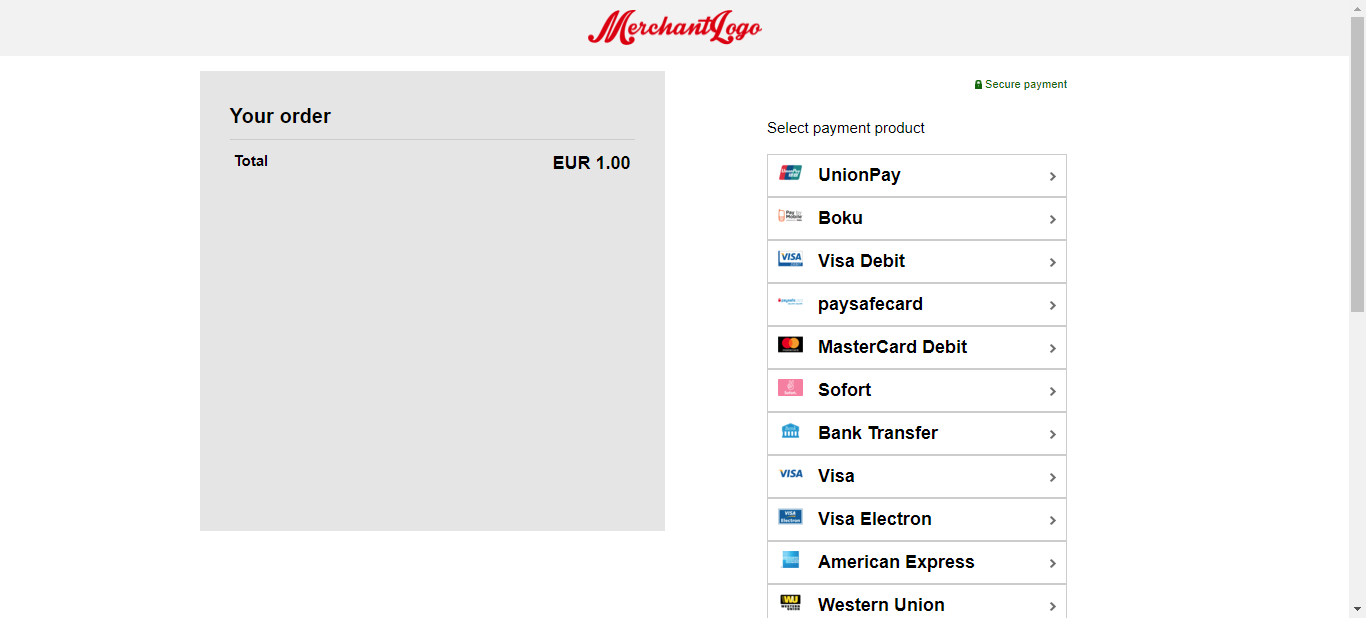 MerchantLogo
Your order
Total EUR 1.00
Secure payment
Select payment product
UnionPay
Boku
Visa Debit
paysafecard
MasterCard Debit
Sofort
Bank Transfer
VISA Visa
Visa Electron
American Express
Western Union